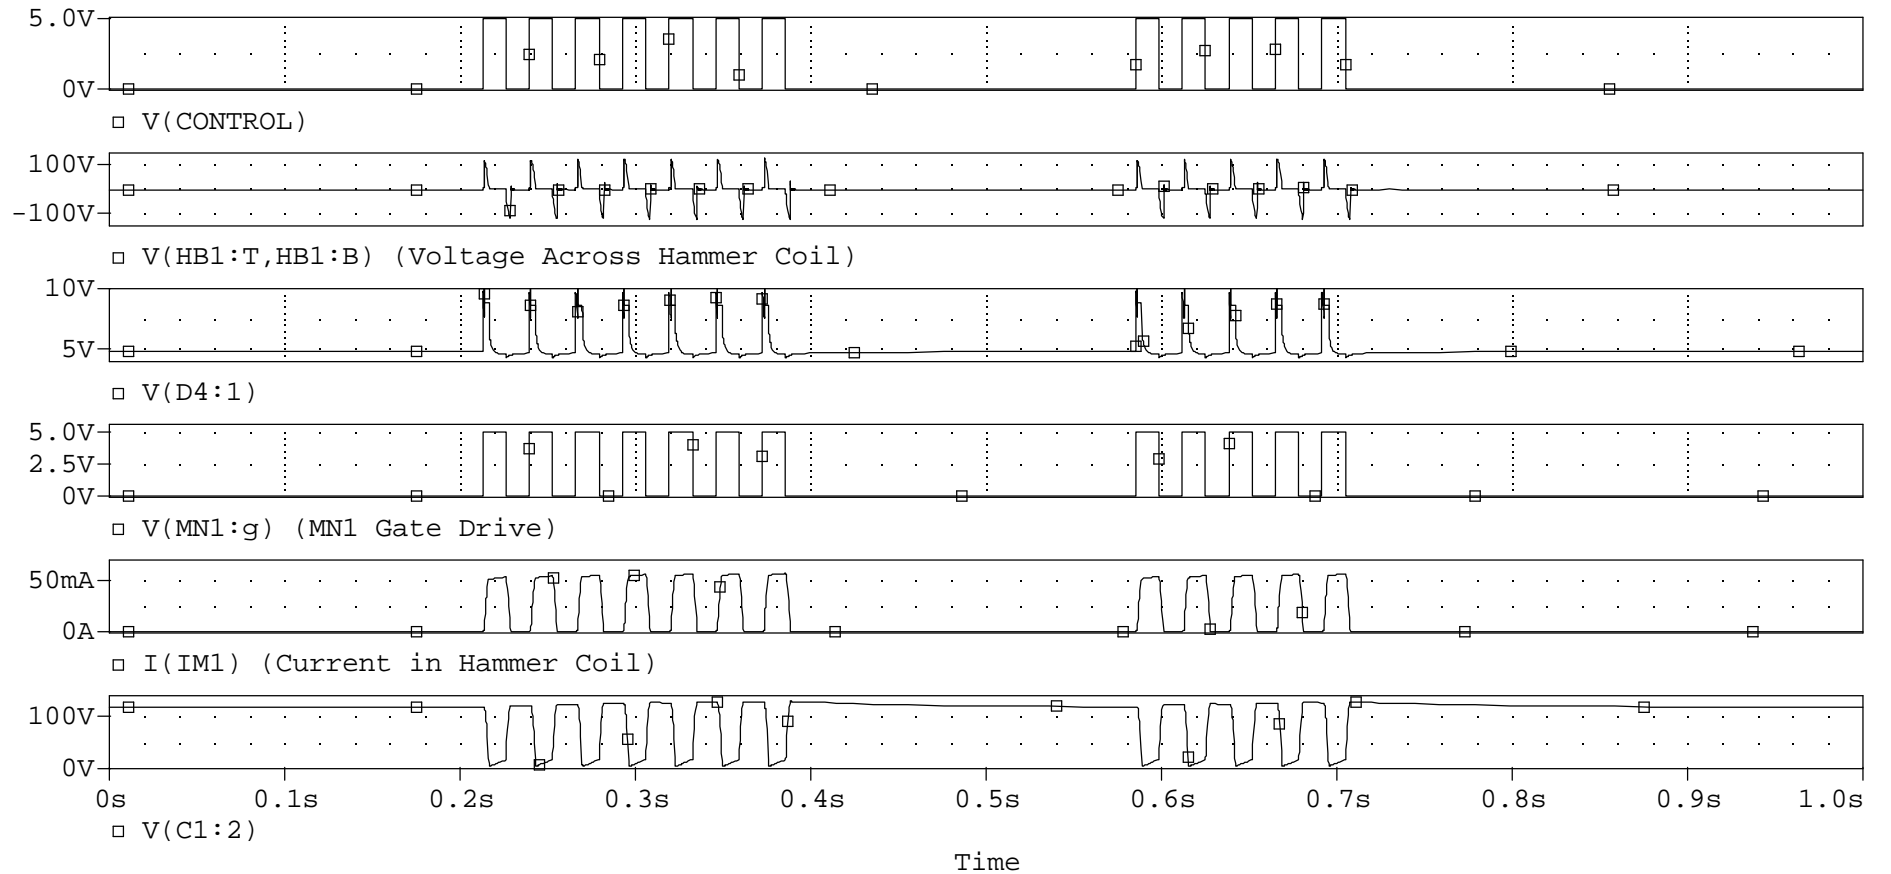 5.0V
0V
V(CONTROL)
100V
-100V
V(HB1:T,HB1:B) (Voltage Across Hammer Coil)
10V
5V
V(D4:1)
5.0V
2.5V
0V
V(MN1:g) (MN1 Gate Drive)
50mA
0A
I(IM1) (Current in Hammer Coil)
100V
0V
0s 0.1s 0.2s 0.3s 0.4s 0.5s 0.6s 0.7s 0.8s 0.9s 1.0s
V(C1:2)
Time